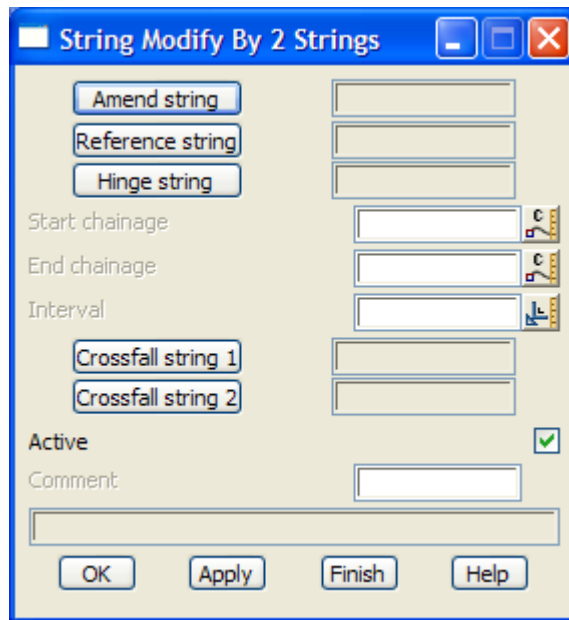 String Modify By 2 Strings
Amend string
Reference string
Hinge string
Start chainage
End chainage
Interval
Crossfall string 1
Crossfall string 2
Active
Comment
OK Apply Finish Help